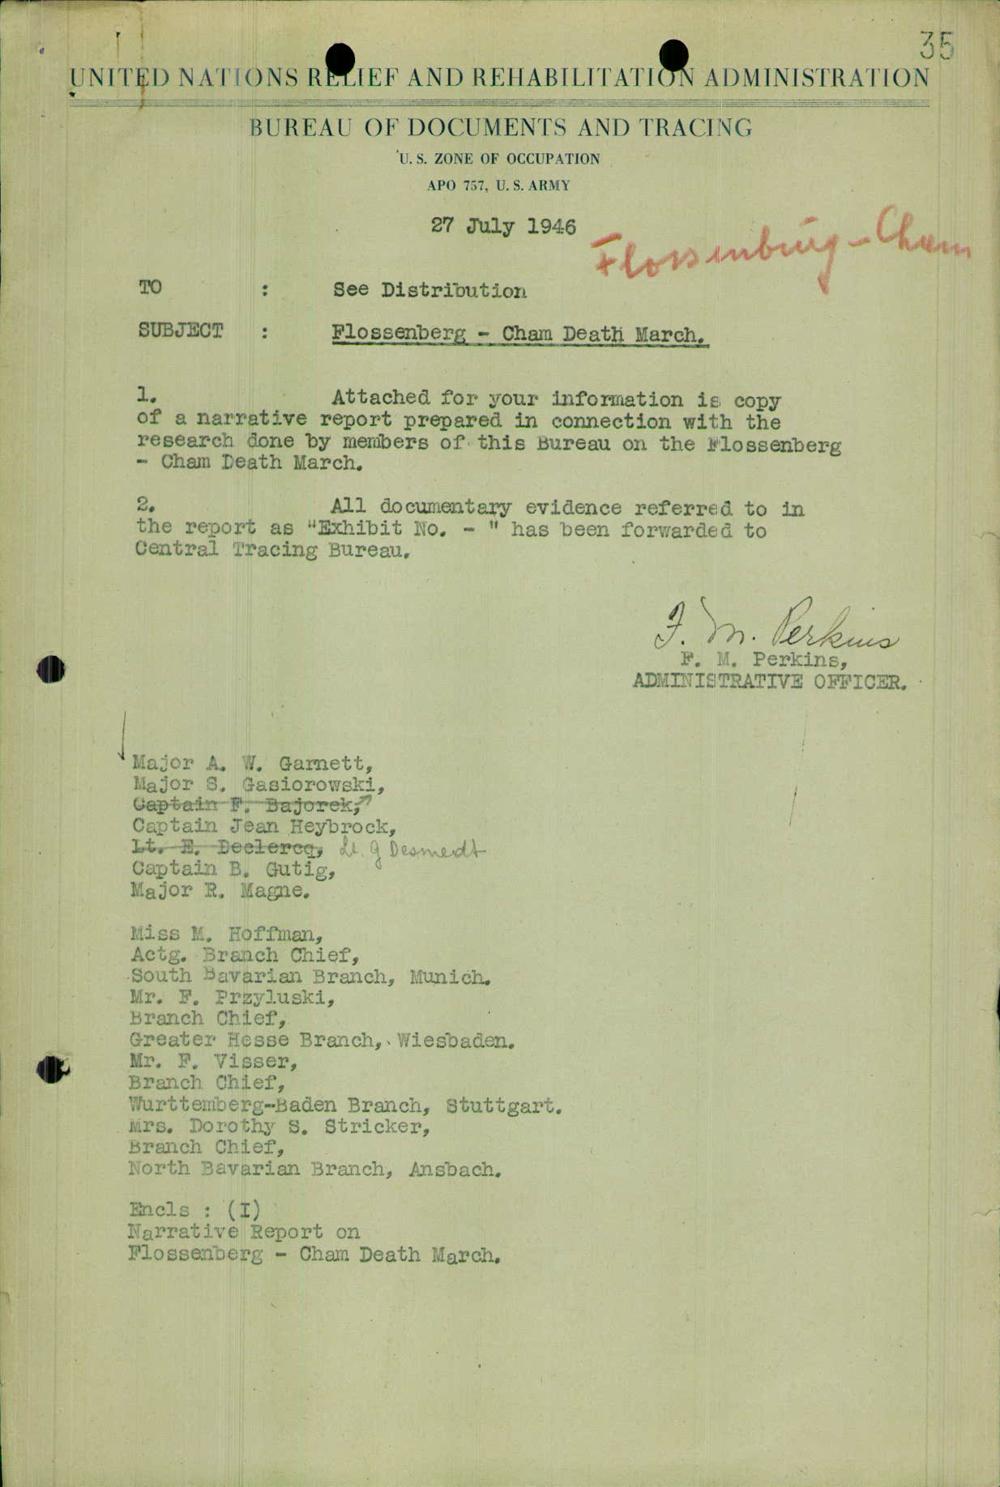 35
UNITED NATIONS RELIEF AND REHABILITATION ADMINISTRATION
BUREAU OF DOCUMENTS AND TRACING
U. S. ZONE OF OCCUPATION
APO 757, U. S. ARMY
27 July 1946
Flossenbürg - Cham
TO : See Distribution
SUBJECT : Flossenberg - Cham Death March.
1. Attached for your information is copy
of a narrative report prepared in connection with the
research done by members of this Bureau on the Flossenberg
- Cham Death March.
2. All documentary evidence referred to in
the report as "Exhibit No. - " has been forwarded to
Central Tracing Bureau.
F. M. Perkins
F. M. Perkins,
ADMINISTRATIVE OFFICER.
Major A. W. Garnett,
Major S. Gasiorowski,
Captain F. Bajorek,
Captain Jean Heybrock,
Lt. E. Declercq, Lt. G Desmedt
Captain B. Gutig,
Major R. Magne.
Miss M. Hoffman,
Actg. Branch Chief,
South Bavarian Branch, Munich.
Mr. F. Przyluski,
Branch Chief,
Greater Hesse Branch, Wiesbaden.
Mr. F. Visser,
Branch Chief,
Wurttemberg-Baden Branch, Stuttgart.
Mrs. Dorothy S. Stricker,
Branch Chief,
North Bavarian Branch, Ansbach.
Encls : (I)
Narrative Report on
Flossenberg - Cham Death March.